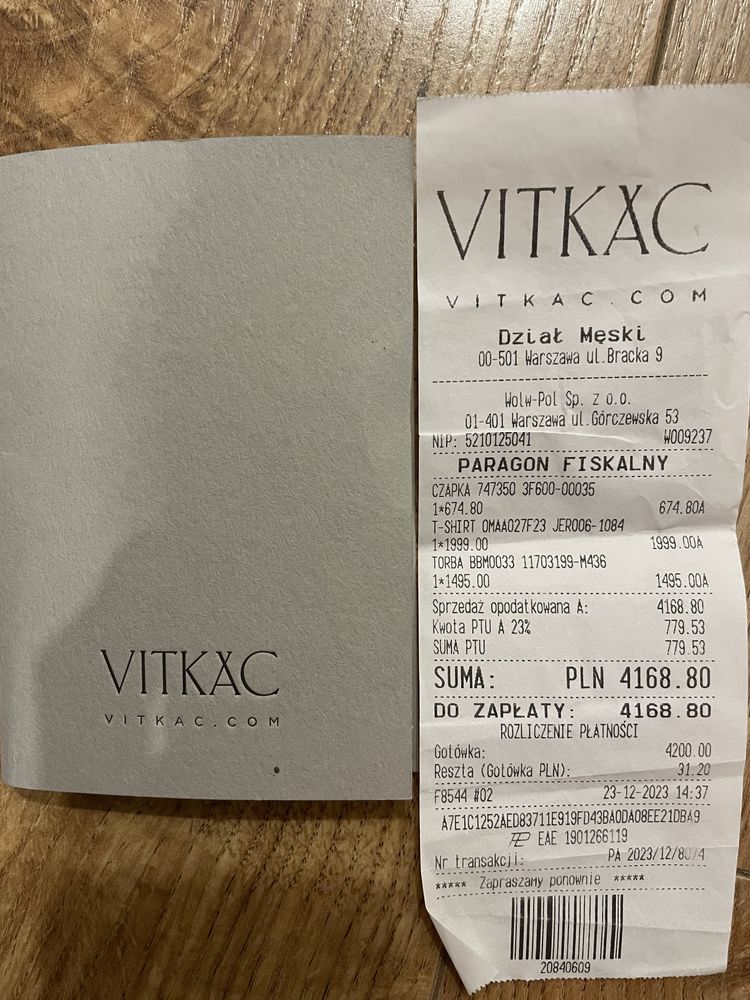 VITKAC
VITKAC.COM
VITKAC
VITKAC.COM
Dział Męski
00-501 Warszawa ul.Bracka 9
Wolw-Pol Sp. z o.o.
01-401 Warszawa ul.Górczewska 53
NIP: 5210125041 W009237
PARAGON FISKALNY
CZAPKA 747350 3F600-00035
1*674.80 674.80A
T-SHIRT OMAA027F23 JER006-1084
1*1999.00 1999.00A
TORBA BBM0033 11703199-M436
1*1495.00 1495.00A
Sprzedaż opodatkowana A: 4168.80
Kwota PTU A 23% 779.53
SUMA PTU 779.53
SUMA: PLN 4168.80
DO ZAPŁATY: 4168.80
ROZLICZENIE PŁATNOŚCI
Gotówka: 4200.00
Reszta (Gotówka PLN): 31.20
F8544 #02 23-12-2023 14:37
A7E1C1252AED83711E919FD43BA0DA08EE21DBA9
EAE 1901266119
Nr transakcji: PA
***** Zapraszamy ponownie *****
20840609